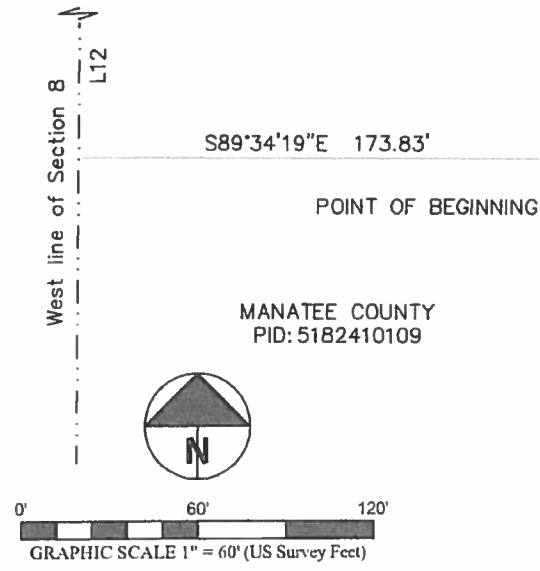 L12
West line of Section 8
S89°34'19"E 173.83'
POINT OF BEGINNING
MANATEE COUNTY
PID: 5182410109
N
0' 60' 120'
GRAPHIC SCALE 1" = 60' (US Survey Feet)